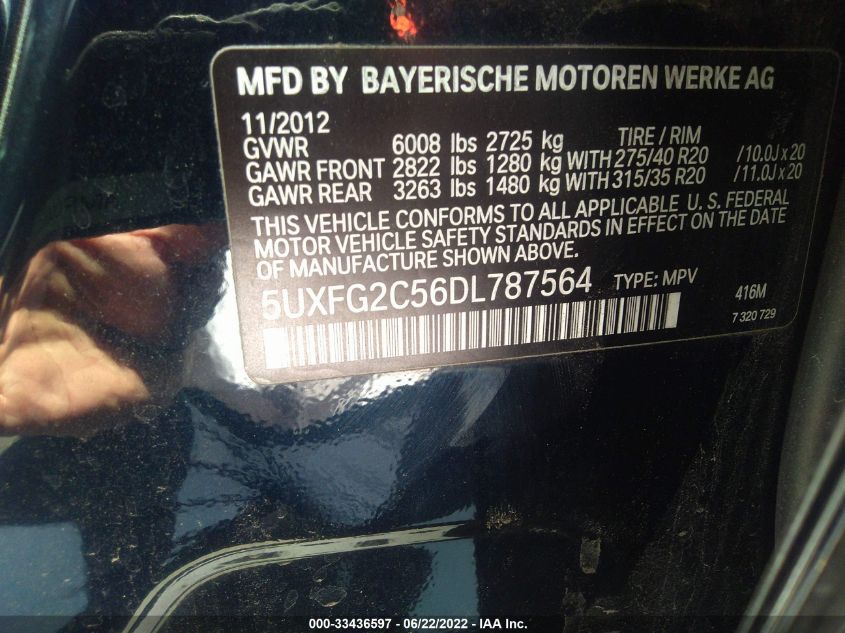 MFD BY BAYERISCHE MOTOREN WERKE AG
11/2012
GVWR 6008 lbs 2725 kg TIRE / RIM
GAWR FRONT 2822 lbs 1280 kg WITH 275/40 R20 /10.0J x 20
GAWR REAR 3263 lbs 1480 kg WITH 315/35 R20 /11.0J x 20
THIS VEHICLE CONFORMS TO ALL APPLICABLE U. S. FEDERAL
MOTOR VEHICLE SAFETY STANDARDS IN EFFECT ON THE DATE
OF MANUFACTURE SHOWN ABOVE.
5UXFG2C56DL787564 TYPE: MPV 416M
7 320 729
000-33436597 - 06/22/2022 - IAA Inc.